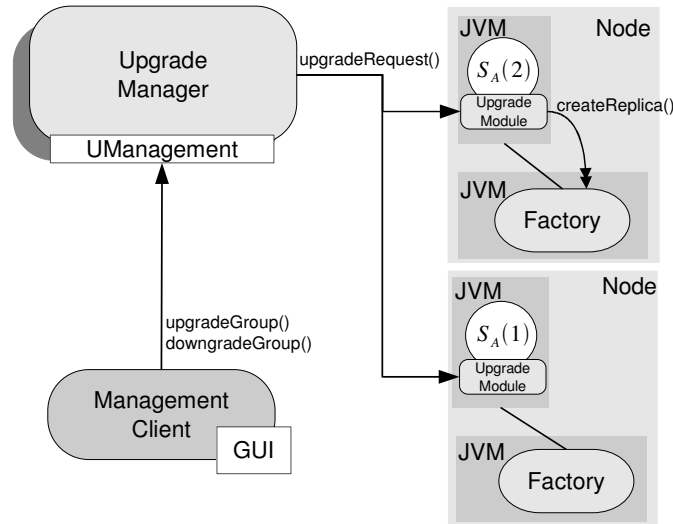 Upgrade
Manager
UManagement
upgradeRequest()
upgradeGroup()
downgradeGroup()
Management
Client
GUI
JVM
Node
S_A(2)
Upgrade
Module
createReplica()
JVM
Factory
JVM
Node
S_A(1)
Upgrade
Module
JVM
Factory